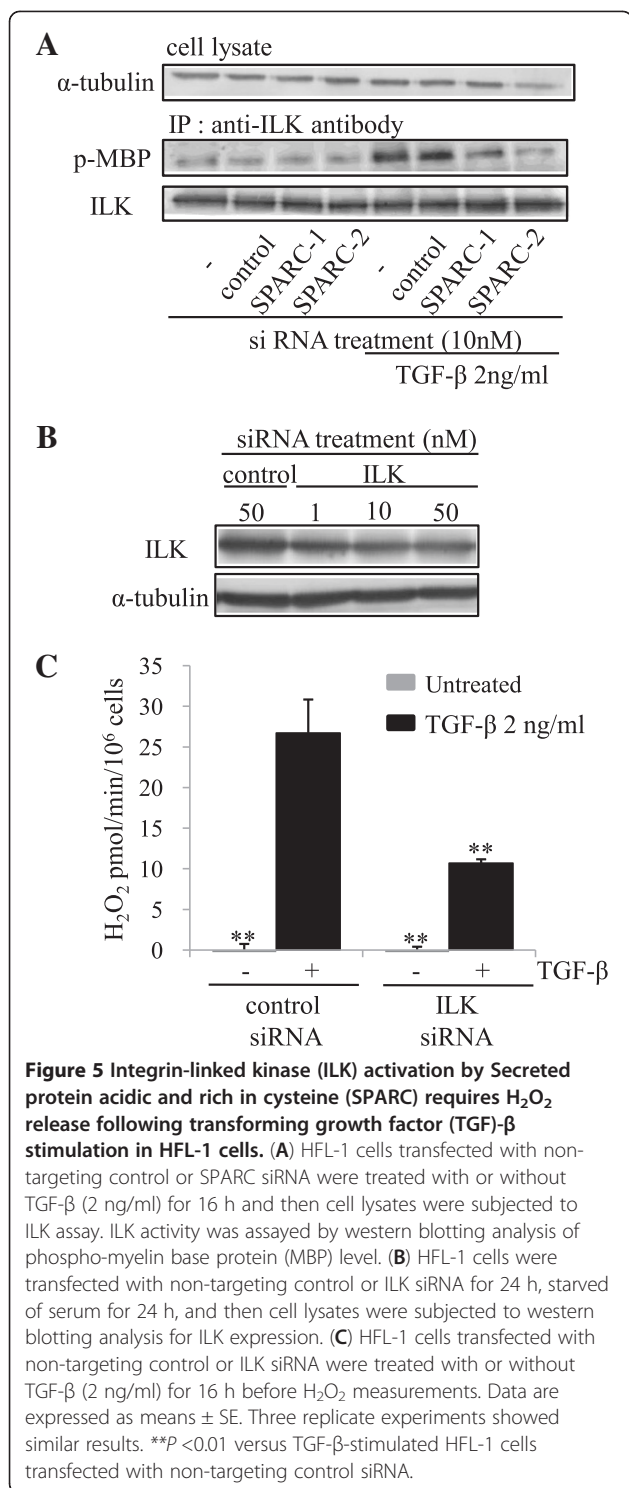 A
cell lysate
α-tubulin
IP : anti-ILK antibody
p-MBP
ILK
- control SPARC-1 SPARC-2 - control SPARC-1 SPARC-2
si RNA treatment (10nM)
TGF-β 2ng/ml
B
siRNA treatment (nM)
control ILK
50 1 10 50
ILK
α-tubulin
C
H₂O₂ pmol/min/10⁶ cells
35
30
25
20
15
10
5
0
Untreated
TGF-β 2 ng/ml
**
**
**
- + - + TGF-β
control ILK
siRNA siRNA
Figure 5 Integrin-linked kinase (ILK) activation by Secreted
protein acidic and rich in cysteine (SPARC) requires H₂O₂
release following transforming growth factor (TGF)-β
stimulation in HFL-1 cells. (A) HFL-1 cells transfected with non-
targeting control or SPARC siRNA were treated with or without
TGF-β (2 ng/ml) for 16 h and then cell lysates were subjected to
ILK assay. ILK activity was assayed by western blotting analysis of
phospho-myelin base protein (MBP) level. (B) HFL-1 cells were
transfected with non-targeting control or ILK siRNA for 24 h, starved
of serum for 24 h, and then cell lysates were subjected to western
blotting analysis for ILK expression. (C) HFL-1 cells transfected with
non-targeting control or ILK siRNA were treated with or without
TGF-β (2 ng/ml) for 16 h before H₂O₂ measurements. Data are
expressed as means ± SE. Three replicate experiments showed
similar results. **P <0.01 versus TGF-β-stimulated HFL-1 cells
transfected with non-targeting control siRNA.